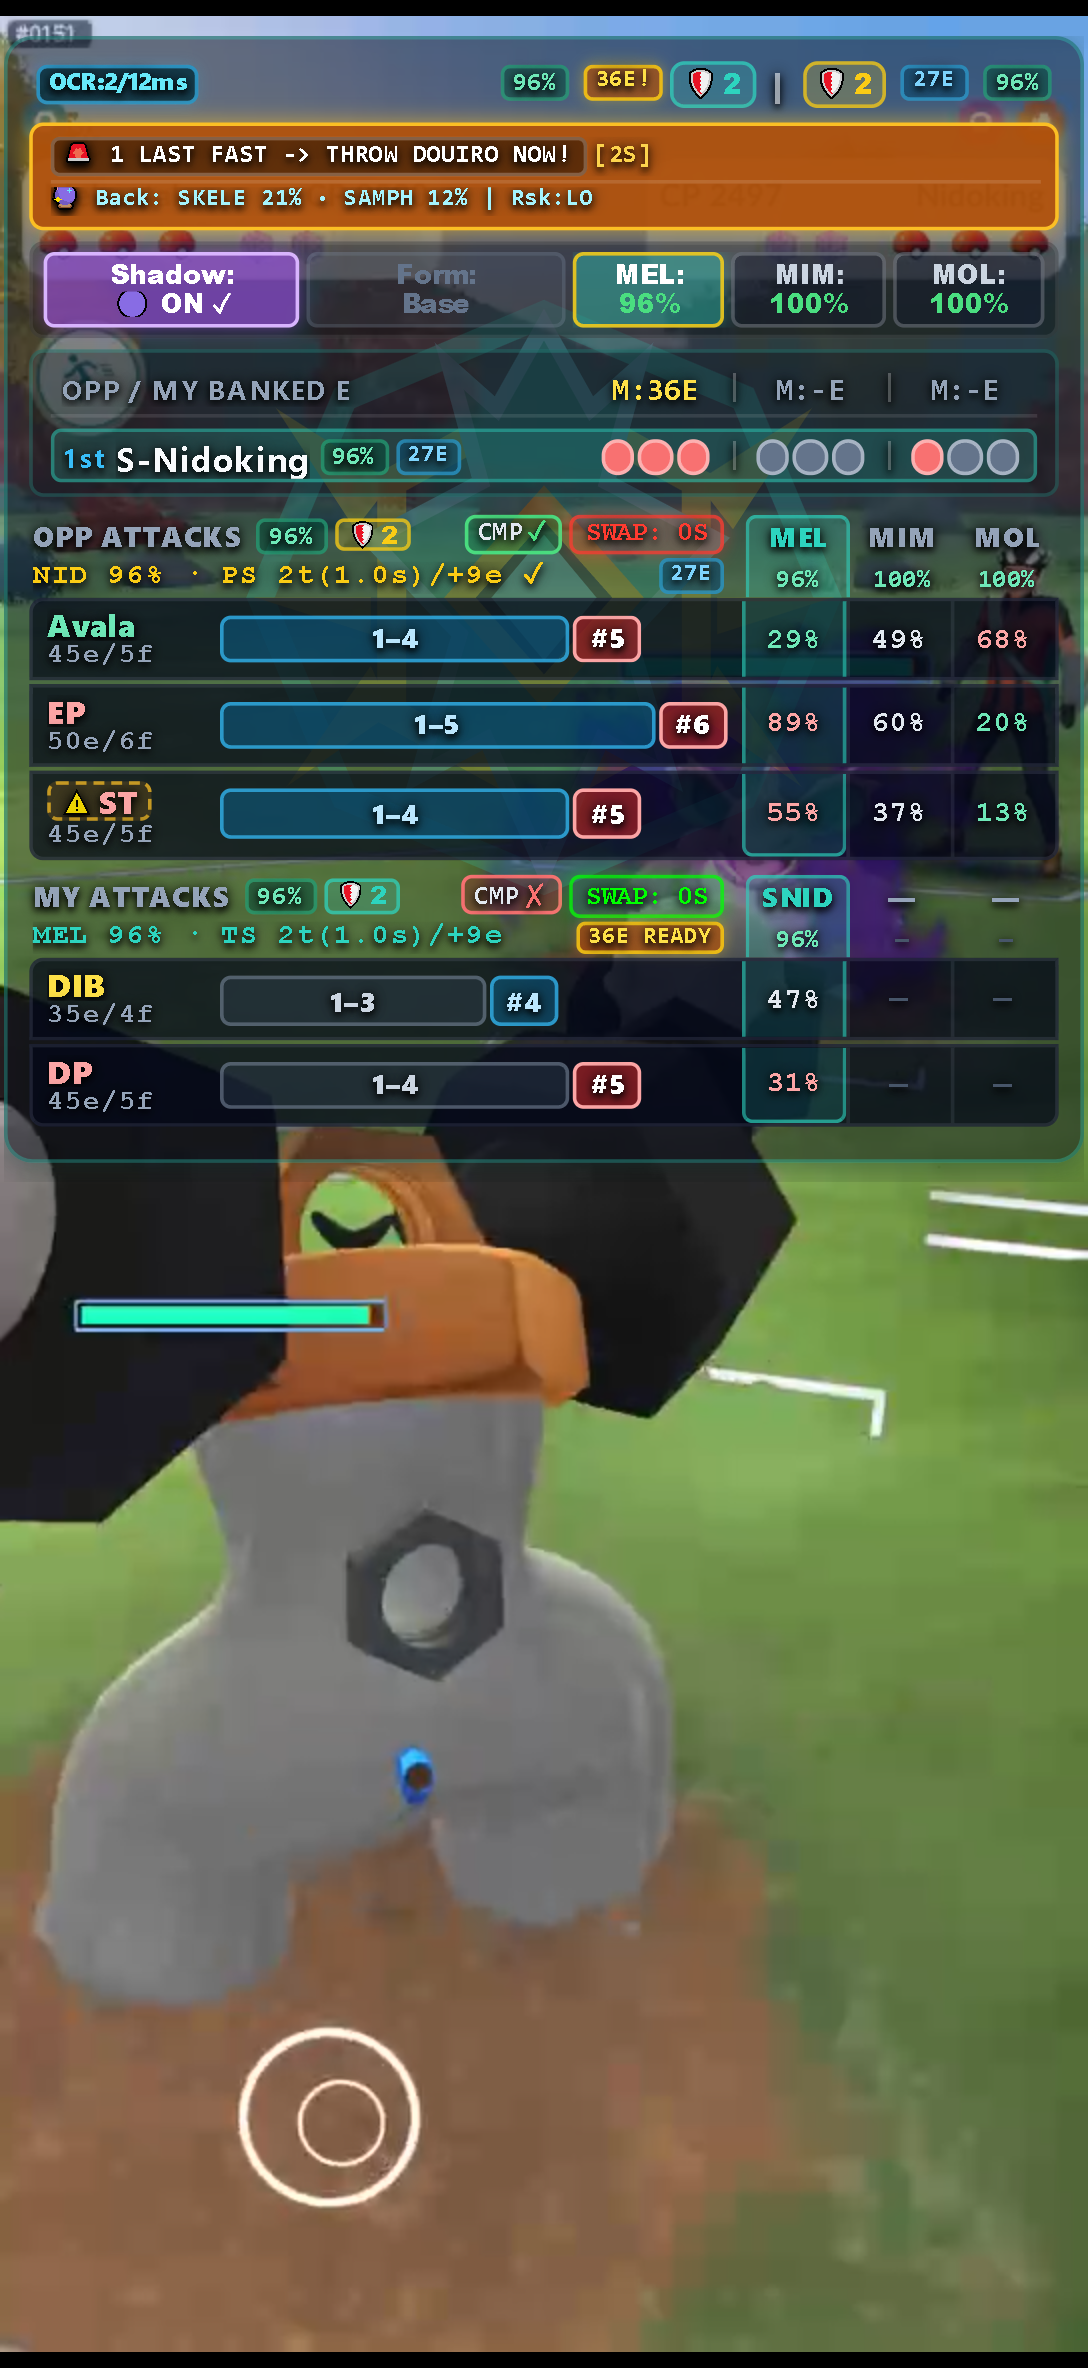 #0151
OCR:2/12ms 96% 36E! 2 | 2 27E 96%
1 LAST FAST -> THROW DOUIRO NOW! [2S]
Back: SKELE 21% · SAMPH 12% | Rsk:LO
CP 2497 Nidoking
Shadow: Form: MEL: MIM: MOL:
ON ✓ Base 96% 100% 100%
OPP / MY BANKED E M:36E | M:-E | M:-E
1st S-Nidoking 96% 27E
OPP ATTACKS 96% 2 CMP ✓ SWAP: 0S MEL MIM MOL
NID 96% · PS 2t(1.0s)/+9e ✓ 27E 96% 100% 100%
Avala 1–4 #5 29% 49% 68%
45e/5f
EP 1–5 #6 89% 60% 20%
50e/6f
⚠ ST 1–4 #5 55% 37% 13%
45e/5f
MY ATTACKS 96% 2 CMP ✗ SWAP: 0S SNID — —
MEL 96% · TS 2t(1.0s)/+9e 36E READY 96% – –
DIB 1–3 #4 47% – –
35e/4f
DP 1–4 #5 31% – –
45e/5f